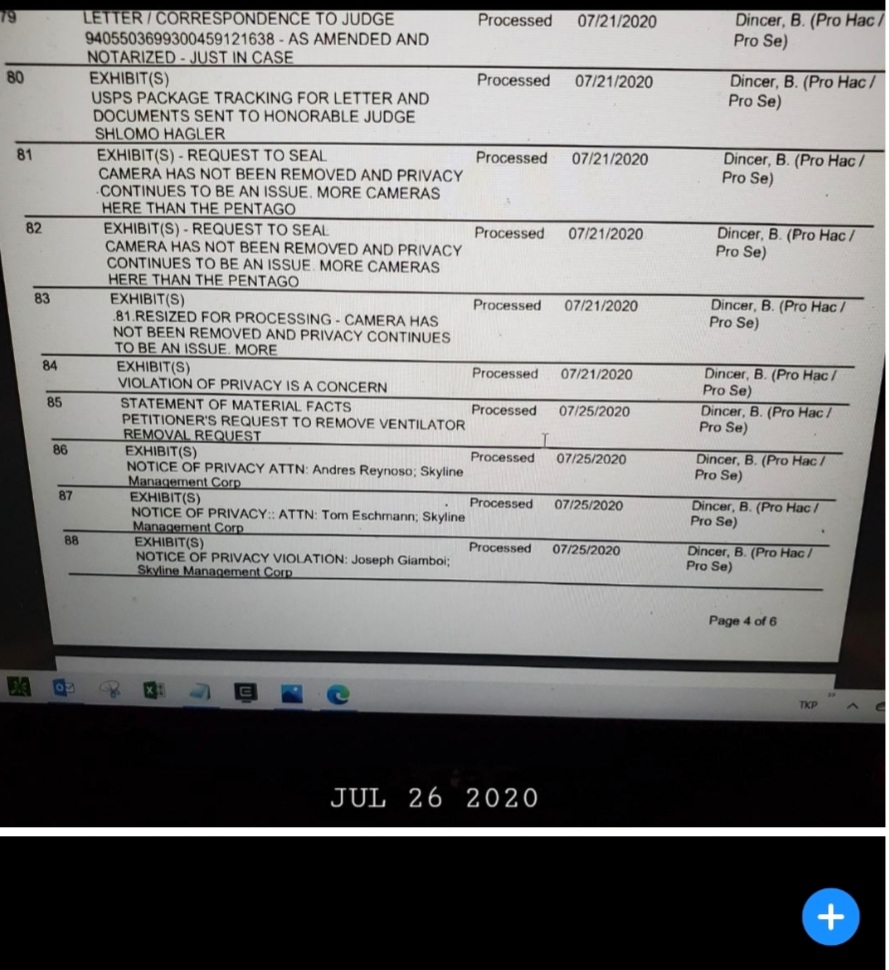 79 LETTER / CORRESPONDENCE TO JUDGE Processed 07/21/2020 Dincer, B. (Pro Hac /
9405503699300459121638 - AS AMENDED AND Pro Se)
NOTARIZED - JUST IN CASE
80 EXHIBIT(S) Processed 07/21/2020 Dincer, B. (Pro Hac /
USPS PACKAGE TRACKING FOR LETTER AND Pro Se)
DOCUMENTS SENT TO HONORABLE JUDGE
SHLOMO HAGLER
81 EXHIBIT(S) - REQUEST TO SEAL Processed 07/21/2020 Dincer, B. (Pro Hac /
CAMERA HAS NOT BEEN REMOVED AND PRIVACY Pro Se)
CONTINUES TO BE AN ISSUE. MORE CAMERAS
HERE THAN THE PENTAGO
82 EXHIBIT(S) - REQUEST TO SEAL Processed 07/21/2020 Dincer, B. (Pro Hac /
CAMERA HAS NOT BEEN REMOVED AND PRIVACY Pro Se)
CONTINUES TO BE AN ISSUE. MORE CAMERAS
HERE THAN THE PENTAGO
83 EXHIBIT(S) Processed 07/21/2020 Dincer, B. (Pro Hac /
.81.RESIZED FOR PROCESSING - CAMERA HAS Pro Se)
NOT BEEN REMOVED AND PRIVACY CONTINUES
TO BE AN ISSUE. MORE
84 EXHIBIT(S) Processed 07/21/2020 Dincer, B. (Pro Hac /
VIOLATION OF PRIVACY IS A CONCERN Pro Se)
85 STATEMENT OF MATERIAL FACTS Processed 07/25/2020 Dincer, B. (Pro Hac /
PETITIONER'S REQUEST TO REMOVE VENTILATOR Pro Se)
REMOVAL REQUEST
86 EXHIBIT(S) Processed 07/25/2020 Dincer, B. (Pro Hac /
NOTICE OF PRIVACY ATTN: Andres Reynoso; Skyline Pro Se)
Management Corp
87 EXHIBIT(S) Processed 07/25/2020 Dincer, B. (Pro Hac /
NOTICE OF PRIVACY:: ATTN: Tom Eschmann; Skyline Pro Se)
Management Corp
88 EXHIBIT(S) Processed 07/25/2020 Dincer, B. (Pro Hac /
NOTICE OF PRIVACY VIOLATION: Joseph Giamboi; Pro Se)
Skyline Management Corp
Page 4 of 6
TKP
JUL 26 2020